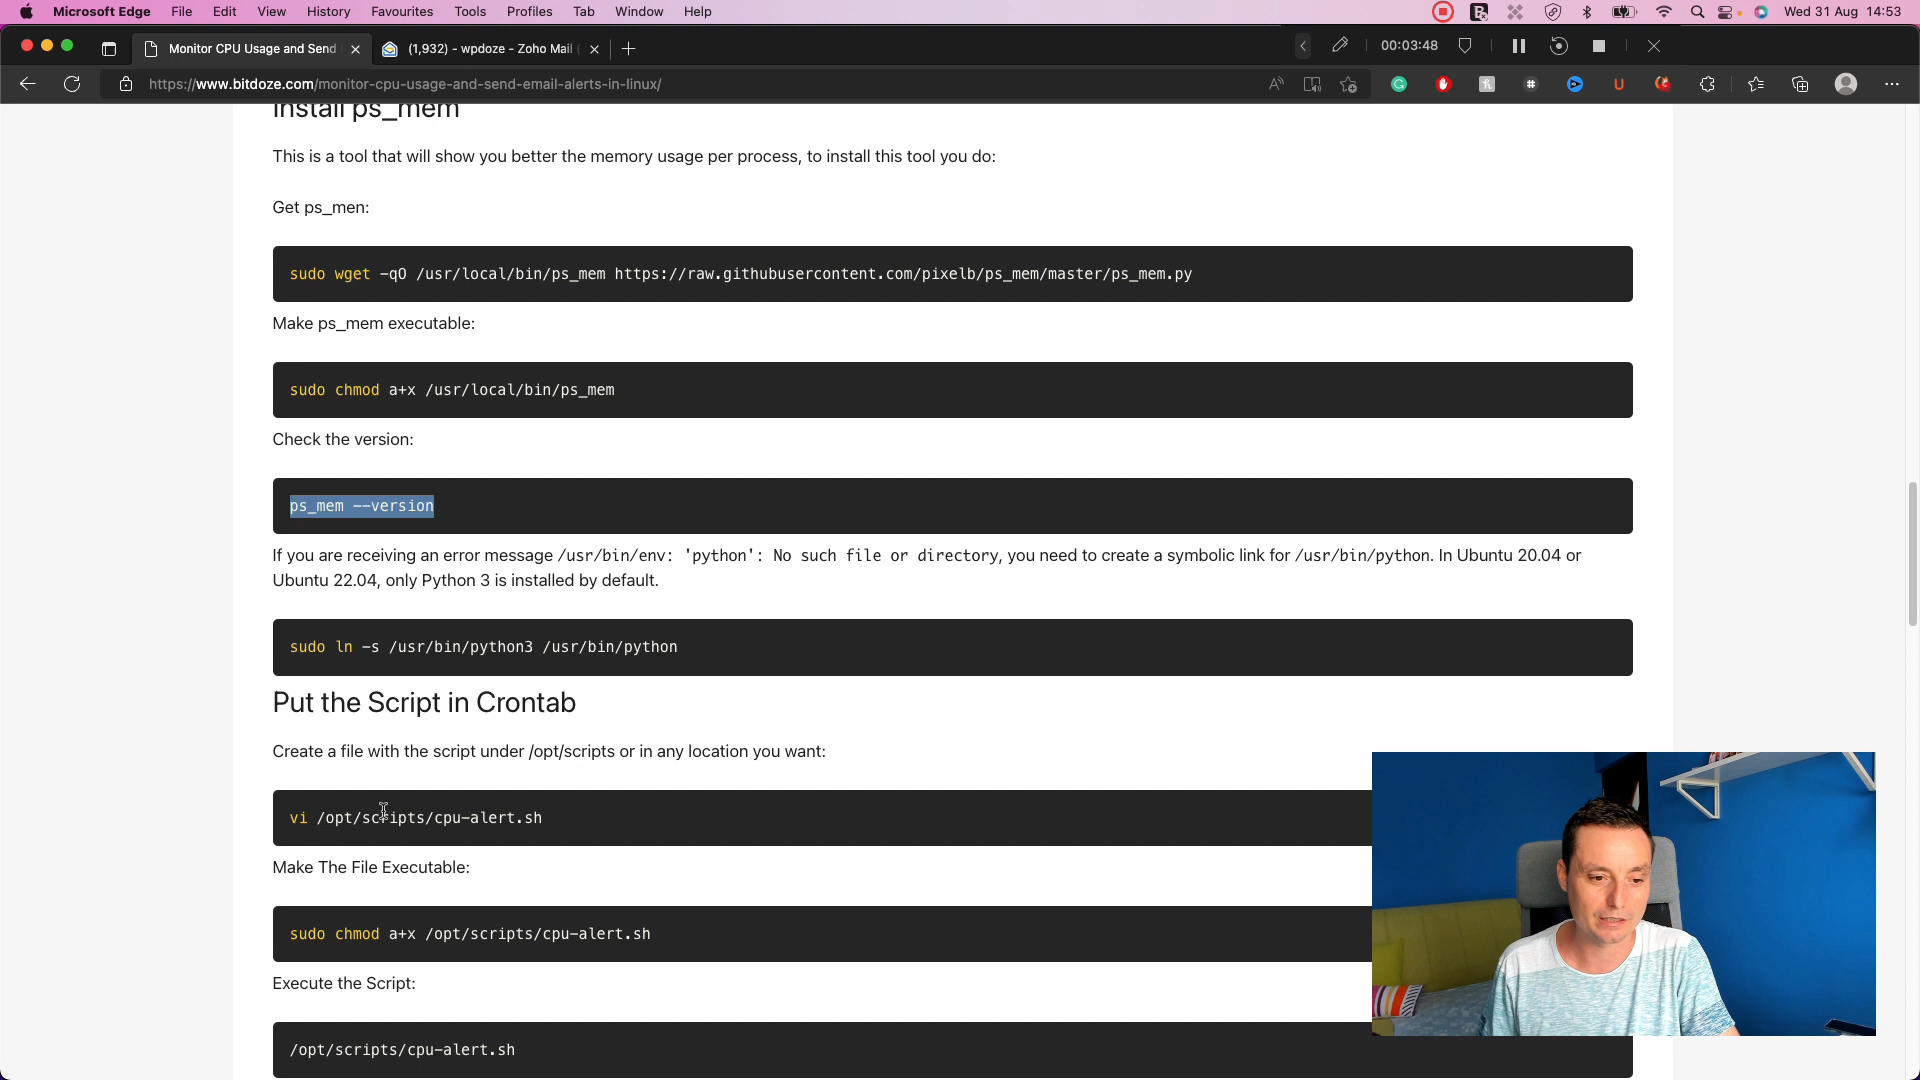 Microsoft Edge File Edit View History Favourites Tools Profiles Tab Window Help Wed 31 Aug 14:53
Monitor CPU Usage and Send (1,932) - wpdoze - Zoho Mail ( 00:03:48
https://www.bitdoze.com/monitor-cpu-usage-and-send-email-alerts-in-linux/
Install ps_mem
This is a tool that will show you better the memory usage per process, to install this tool you do:
Get ps_men:
sudo wget -qO /usr/local/bin/ps_mem https://raw.githubusercontent.com/pixelb/ps_mem/master/ps_mem.py
Make ps_mem executable:
sudo chmod a+x /usr/local/bin/ps_mem
Check the version:
ps_mem --version
If you are receiving an error message /usr/bin/env: 'python': No such file or directory, you need to create a symbolic link for /usr/bin/python. In Ubuntu 20.04 or
Ubuntu 22.04, only Python 3 is installed by default.
sudo ln -s /usr/bin/python3 /usr/bin/python
Put the Script in Crontab
Create a file with the script under /opt/scripts or in any location you want:
vi /opt/scripts/cpu-alert.sh
Make The File Executable:
sudo chmod a+x /opt/scripts/cpu-alert.sh
Execute the Script:
/opt/scripts/cpu-alert.sh